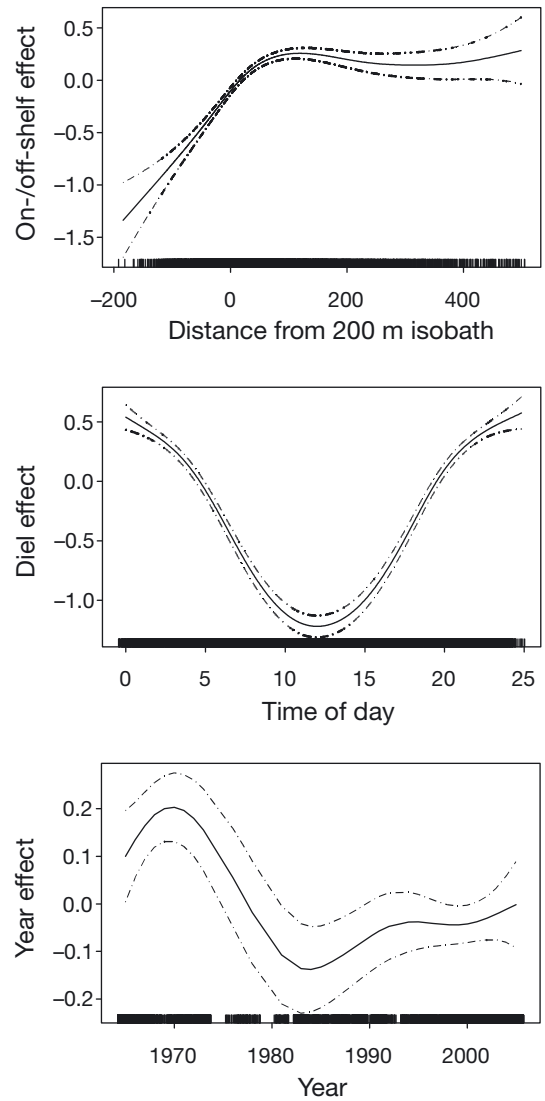 On-/off-shelf effect
0.5
0.0
–0.5
–1.0
–1.5
–200 0 200 400
Distance from 200 m isobath
Diel effect
0.5
0.0
–0.5
–1.0
0 5 10 15 20 25
Time of day
Year effect
0.2
0.1
0.0
–0.1
–0.2
1970 1980 1990 2000
Year